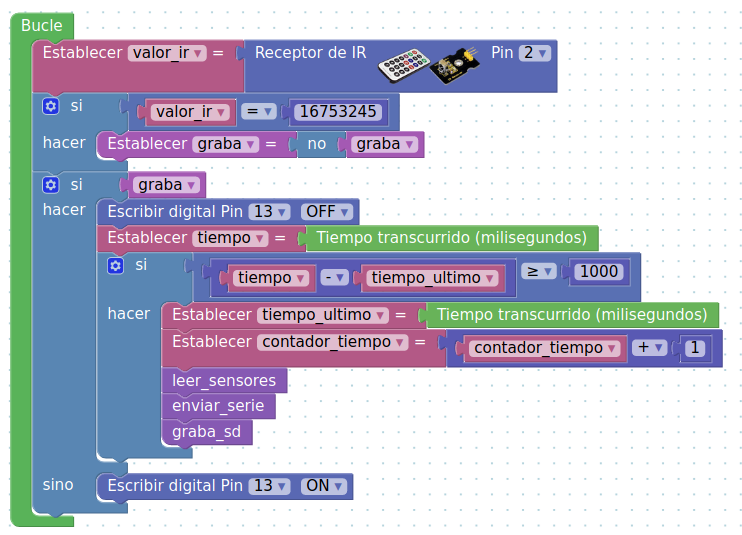 Bucle
Establecer valor_ir = Receptor de IR Pin 2
si valor_ir = 16753245
hacer Establecer graba = no graba
si graba
hacer Escribir digital Pin 13 OFF
Establecer tiempo = Tiempo transcurrido (milisegundos)
si tiempo - tiempo_ultimo ≥ 1000
hacer Establecer tiempo_ultimo = Tiempo transcurrido (milisegundos)
Establecer contador_tiempo = contador_tiempo + 1
leer_sensores
enviar_serie
graba_sd
sino Escribir digital Pin 13 ON